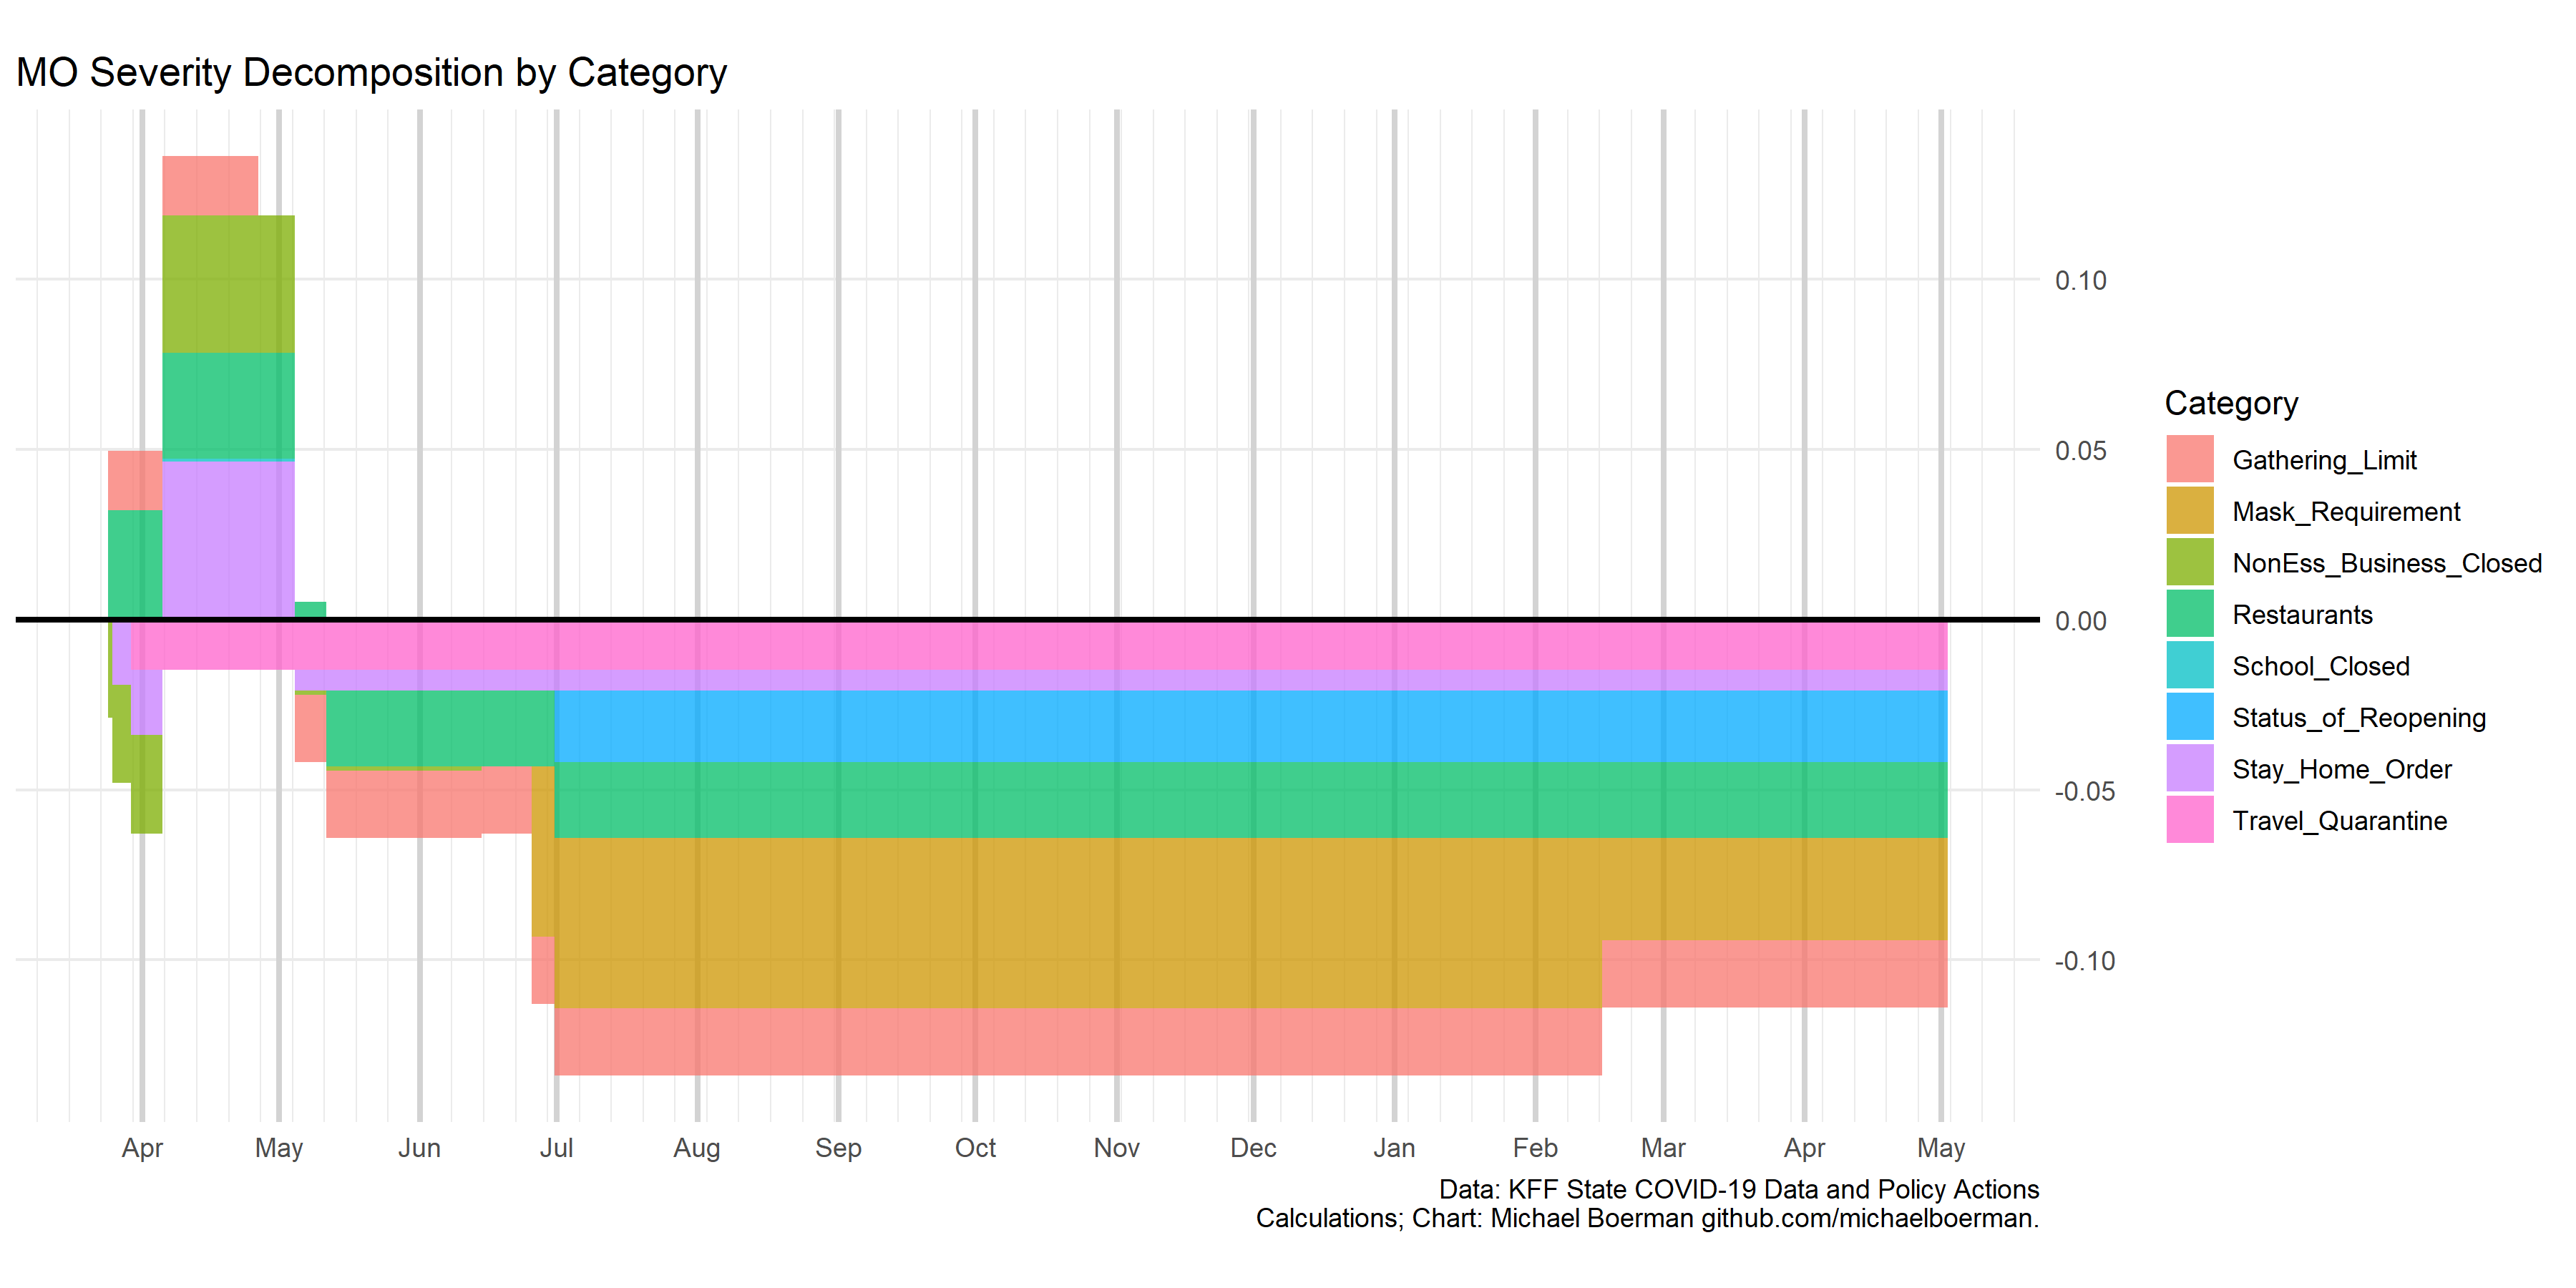 MO Severity Decomposition by Category
0.10
0.05
0.00
-0.05
-0.10
Apr May Jun Jul Aug Sep Oct Nov Dec Jan Feb Mar Apr May
Data: KFF State COVID-19 Data and Policy Actions
Calculations; Chart: Michael Boerman github.com/michaelboerman.
Category
Gathering_Limit
Mask_Requirement
NonEss_Business_Closed
Restaurants
School_Closed
Status_of_Reopening
Stay_Home_Order
Travel_Quarantine